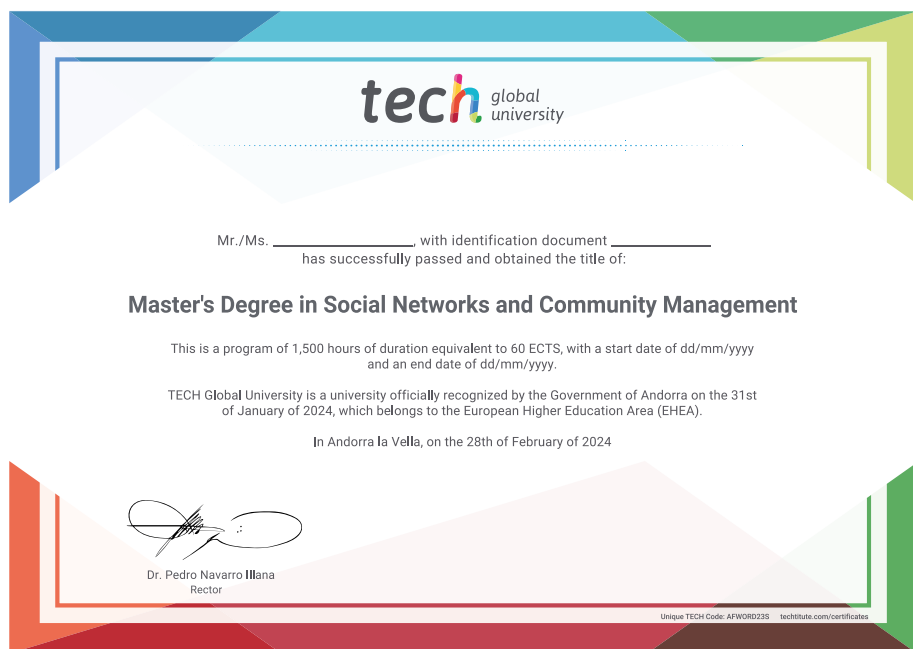 tech global university
Mr./Ms. ____________________, with identification document ______________
has successfully passed and obtained the title of:
Master's Degree in Social Networks and Community Management
This is a program of 1,500 hours of duration equivalent to 60 ECTS, with a start date of dd/mm/yyyy
and an end date of dd/mm/yyyy.
TECH Global University is a university officially recognized by the Government of Andorra on the 31st
of January of 2024, which belongs to the European Higher Education Area (EHEA).
In Andorra la Vella, on the 28th of February of 2024
Dr. Pedro Navarro Illana
Rector
Unique TECH Code: AFWORD23S techtitute.com/certificates